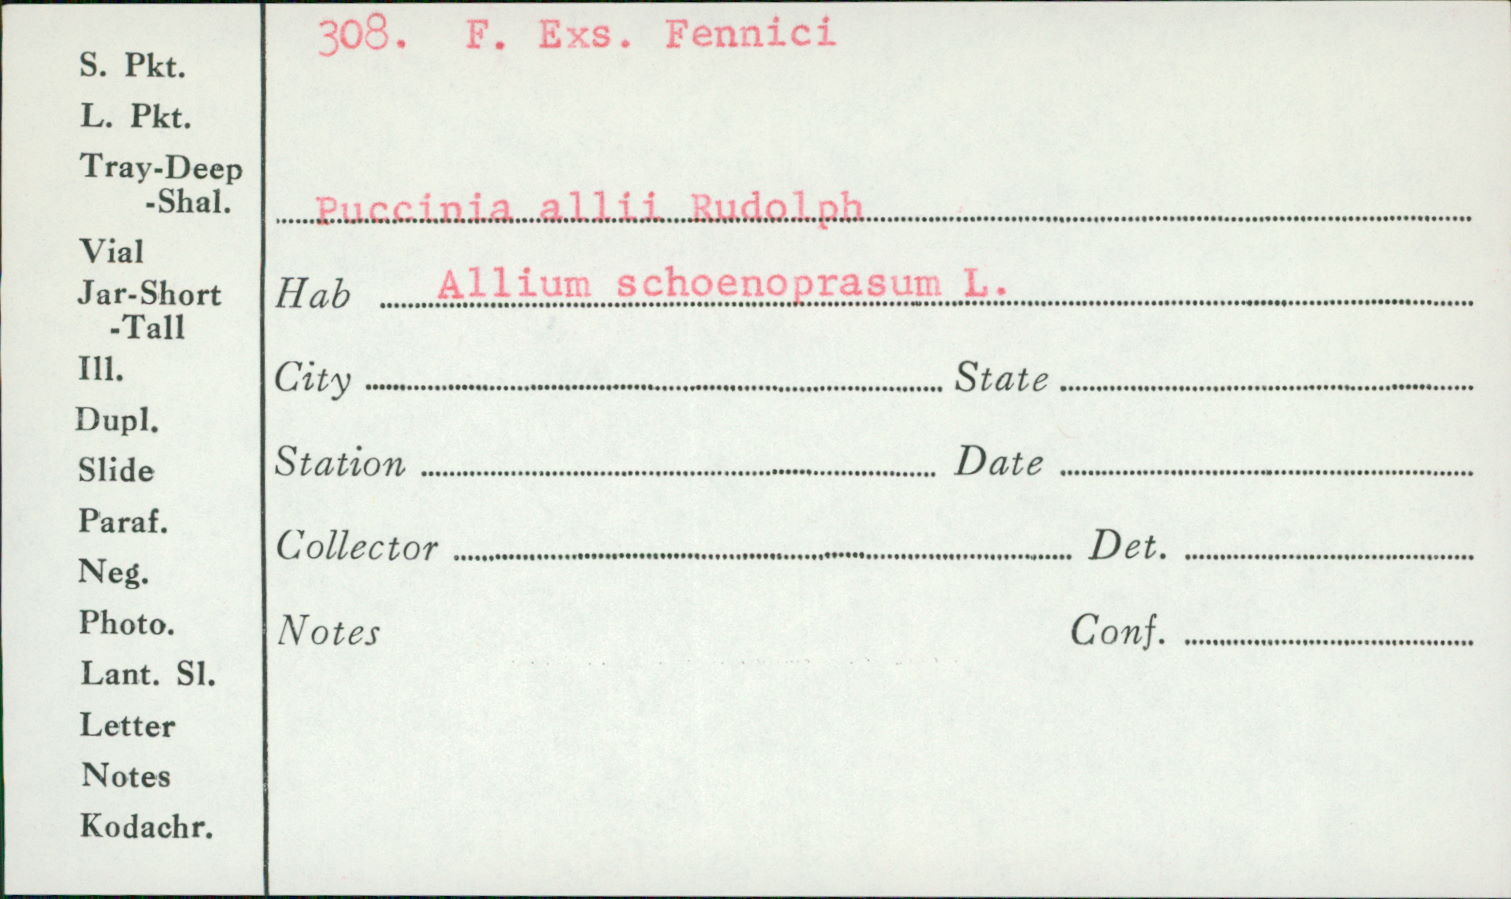 308. F. Exs. Fennici
S. Pkt.
L. Pkt.
Tray-Deep
-Shal.
Puccinia allii Rudolph
Vial
Jar-Short
-Tall
Hab Allium schoenoprasum L.
Ill.
City State
Dupl.
Slide
Station Date
Paraf.
Collector Det.
Neg.
Photo.
Notes Conf.
Lant. Sl.
Letter
Notes
Kodachr.